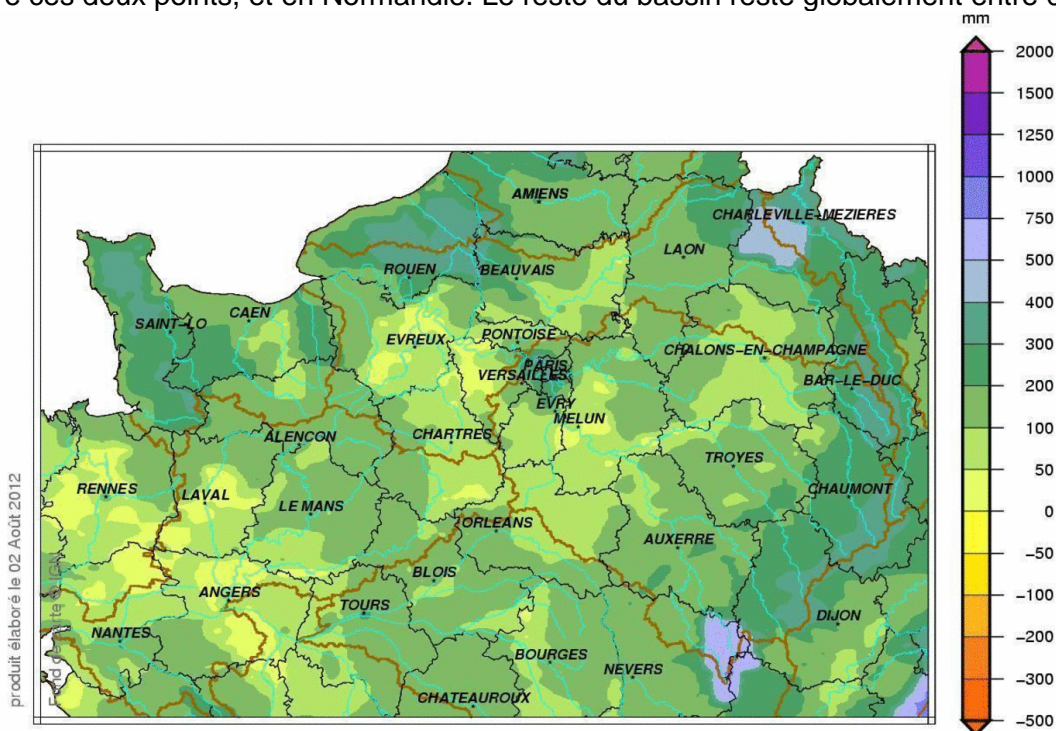 e ces deux points, et en Normandie. Le reste du bassin reste globalement entre
mm
2000
1500
1250
1000
750
500
400
300
200
100
50
0
-50
-100
-200
-300
-500
AMIENS
CHARLEVILLE-MEZIERES
LAON
ROUEN
BEAUVAIS
CAEN
SAINT-LO
EVREUX
PONTOISE
CHALONS-EN-CHAMPAGNE
PARIS
VERSAILLES
BAR-LE-DUC
EVRY
MELUN
ALENCON
CHARTRES
TROYES
RENNES
LAVAL
LE MANS
CHAUMONT
ORLEANS
AUXERRE
BLOIS
ANGERS
TOURS
DIJON
NANTES
BOURGES
NEVERS
CHATEAUROUX
produit élaboré le 02 Août 2012
Fond de carte © IGN